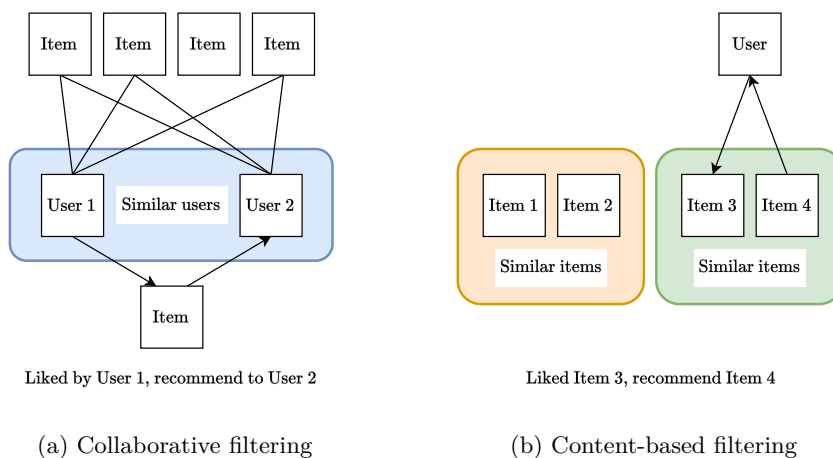 Item Item Item Item
User 1 Similar users User 2
Item
Liked by User 1, recommend to User 2
(a) Collaborative filtering
User
Item 1 Item 2 Item 3 Item 4
Similar items Similar items
Liked Item 3, recommend Item 4
(b) Content-based filtering